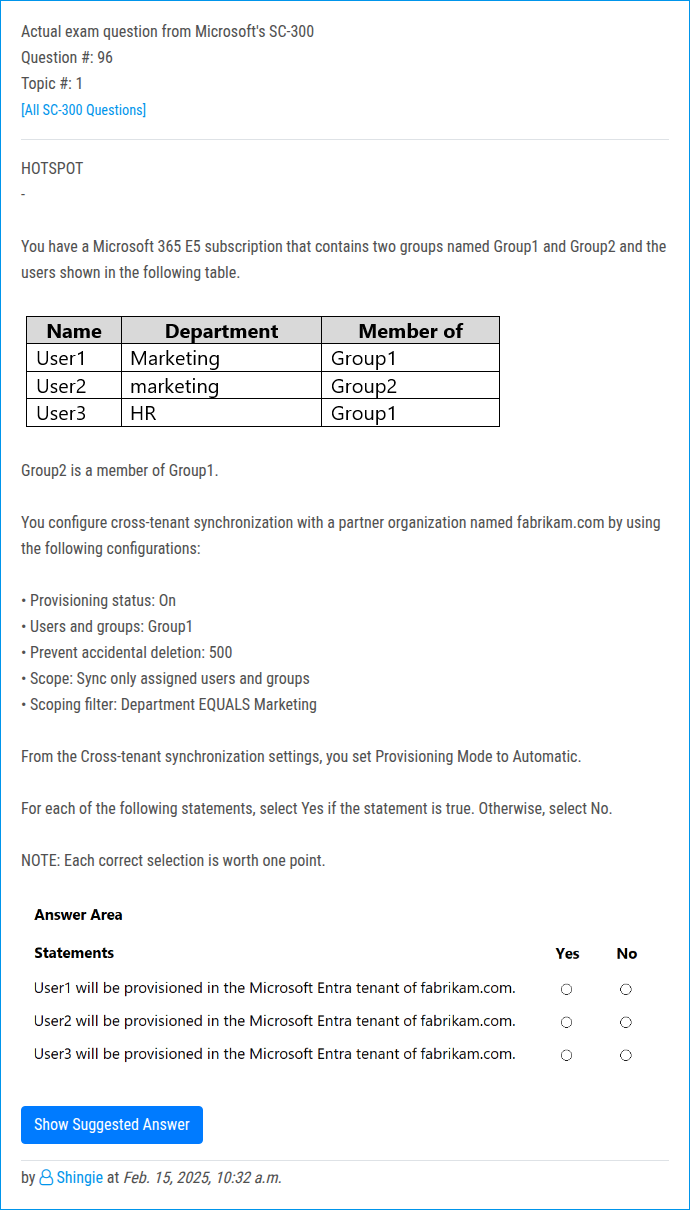 Actual exam question from Microsoft's SC-300
Question #: 96
Topic #: 1
[All SC-300 Questions]
HOTSPOT
-
You have a Microsoft 365 E5 subscription that contains two groups named Group1 and Group2 and the
users shown in the following table.
Name Department Member of
User1 Marketing Group1
User2 marketing Group2
User3 HR Group1
Group2 is a member of Group1.
You configure cross-tenant synchronization with a partner organization named fabrikam.com by using
the following configurations:
• Provisioning status: On
• Users and groups: Group1
• Prevent accidental deletion: 500
• Scope: Sync only assigned users and groups
• Scoping filter: Department EQUALS Marketing
From the Cross-tenant synchronization settings, you set Provisioning Mode to Automatic.
For each of the following statements, select Yes if the statement is true. Otherwise, select No.
NOTE: Each correct selection is worth one point.
Answer Area
Statements Yes No
User1 will be provisioned in the Microsoft Entra tenant of fabrikam.com.
User2 will be provisioned in the Microsoft Entra tenant of fabrikam.com.
User3 will be provisioned in the Microsoft Entra tenant of fabrikam.com.
Show Suggested Answer
by Shingie at Feb. 15, 2025, 10:32 a.m.